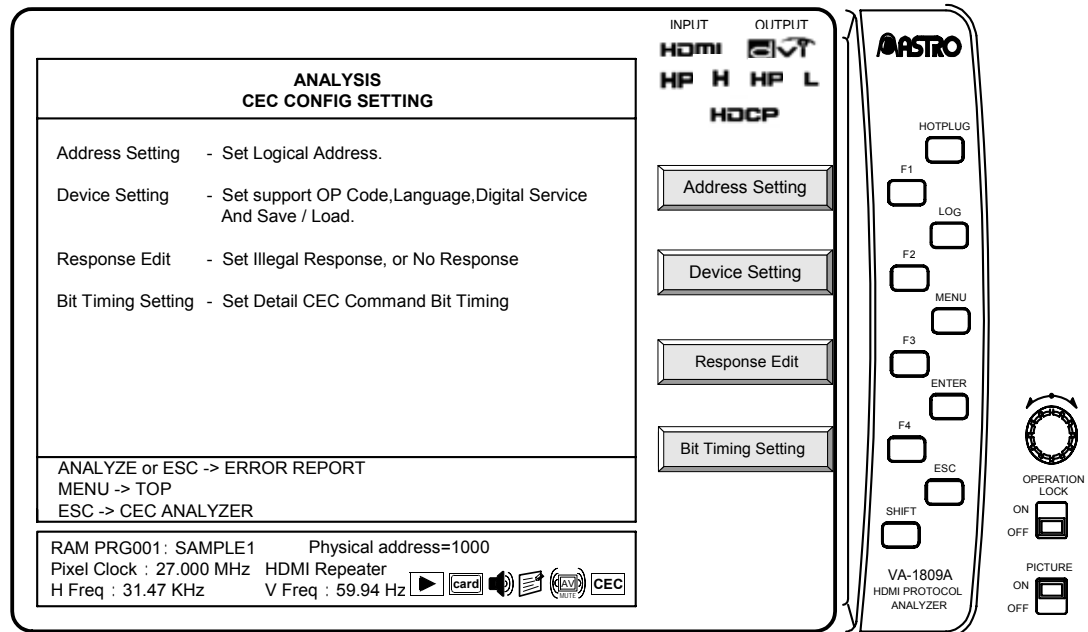 INPUT OUTPUT
HDMI DVI
HP H HP L
HDCP
ASTRO
ANALYSIS
CEC CONFIG SETTING
Address Setting - Set Logical Address.
Device Setting - Set support OP Code,Language,Digital Service
And Save / Load.
Response Edit - Set Illegal Response, or No Response
Bit Timing Setting - Set Detail CEC Command Bit Timing
ANALYZE or ESC -> ERROR REPORT
MENU -> TOP
ESC -> CEC ANALYZER
RAM PRG001: SAMPLE1 Physical address=1000
Pixel Clock : 27.000 MHz HDMI Repeater
H Freq : 31.47 KHz V Freq : 59.94 Hz card AV MUTE CEC
Address Setting
Device Setting
Response Edit
Bit Timing Setting
HOTPLUG
F1
LOG
F2
MENU
F3
ENTER
F4
ESC
SHIFT
VA-1809A
HDMI PROTOCOL
ANALYZER
OPERATION
LOCK
ON
OFF
PICTURE
ON
OFF